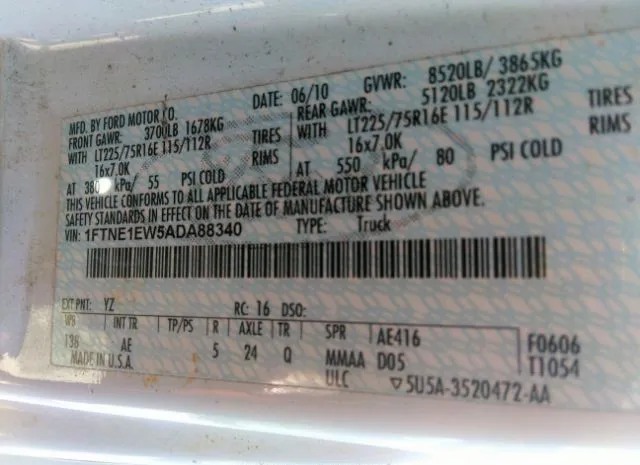 MFD. BY FORD MOTOR CO.
DATE: 06/10 GVWR: 8520LB/ 3865KG
FRONT GAWR: 3700LB 1678KG
REAR GAWR: 5120LB 2322KG
WITH LT225/75R16E 115/112R TIRES
WITH LT225/75R16E 115/112R TIRES
16x7.0K RIMS
16x7.0K RIMS
AT 380 kPa/ 55 PSI COLD
AT 550 kPa/ 80 PSI COLD
THIS VEHICLE CONFORMS TO ALL APPLICABLE FEDERAL MOTOR VEHICLE
SAFETY STANDARDS IN EFFECT ON THE DATE OF MANUFACTURE SHOWN ABOVE.
VIN: 1FTNE1EW5ADA88340 TYPE: Truck
EXT PNT: YZ RC: 16 DSO:
WB INT TR TP/PS R AXLE TR SPR AE416 F0606
138 AE 5 24 Q MMAA D05 T1054
MADE IN U.S.A. ULC ▽5U5A-3520472-AA